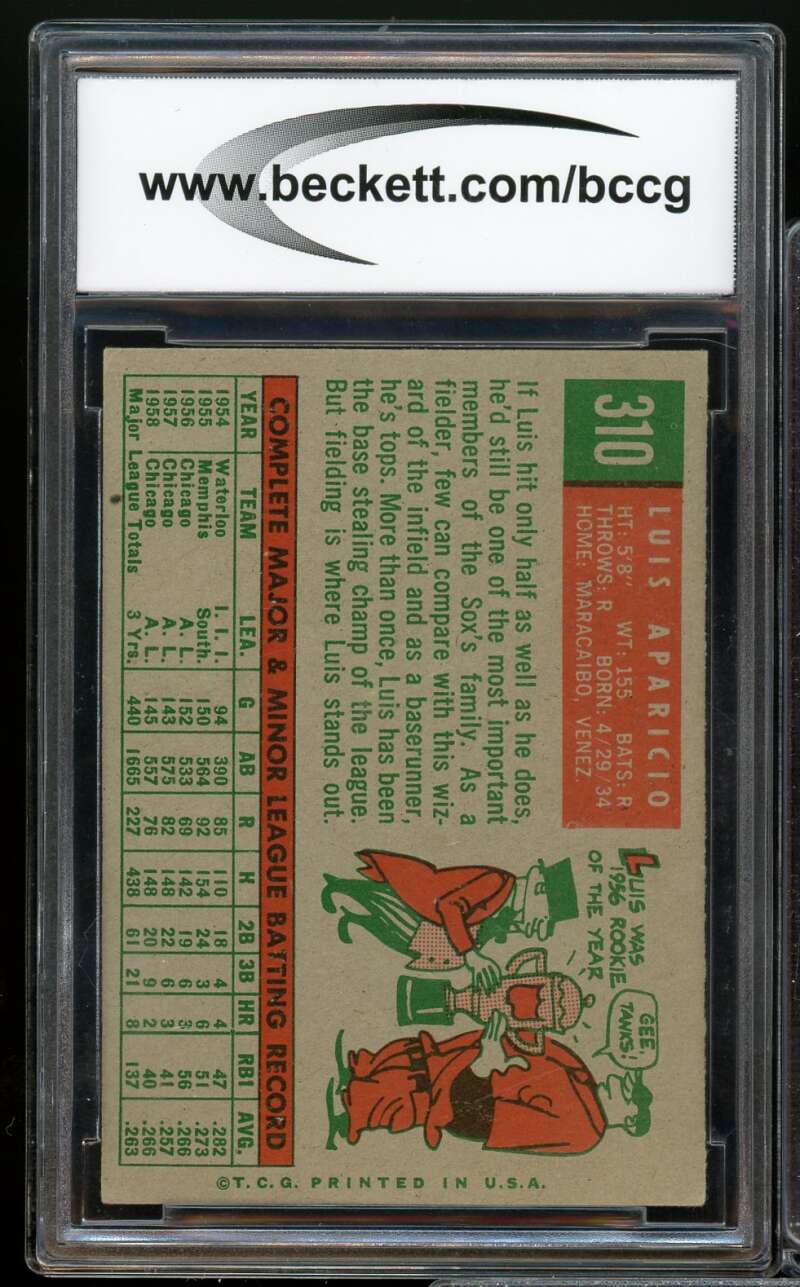 www.beckett.com/bccg
310
LUIS APARICIO
HT: 5'8" WT: 155 BATS: R
THROWS: R BORN: 4/29/34
HOME: MARACAIBO, VENEZ.
If Luis hit only half as well as he does,
he'd still be one of the most important
members of the Sox's family. As a
fielder, few can compare with this wiz-
ard of the infield and as a baserunner,
he's tops. More than once, Luis has been
the base stealing champ of the league.
But fielding is where Luis stands out.
LUIS WAS
1956 ROOKIE
OF THE YEAR
GEE
TANKS!
COMPLETE MAJOR & MINOR LEAGUE BATTING RECORD
YEAR TEAM LEA. G AB R H 2B 3B HR RBI AVG.
1954 Waterloo I. I. I. 94 390 85 110 18 4 4 47 .282
1955 Memphis South. 150 564 92 154 24 3 6 51 .273
1956 Chicago A. L. 152 533 69 142 19 6 3 56 .266
1957 Chicago A. L. 143 575 82 148 22 6 3 41 .257
1958 Chicago A. L. 145 557 76 148 20 9 2 40 .266
Major League Totals 3 Yrs. 440 1665 227 438 61 21 8 137 .263
©T.C.G. PRINTED IN U.S.A.